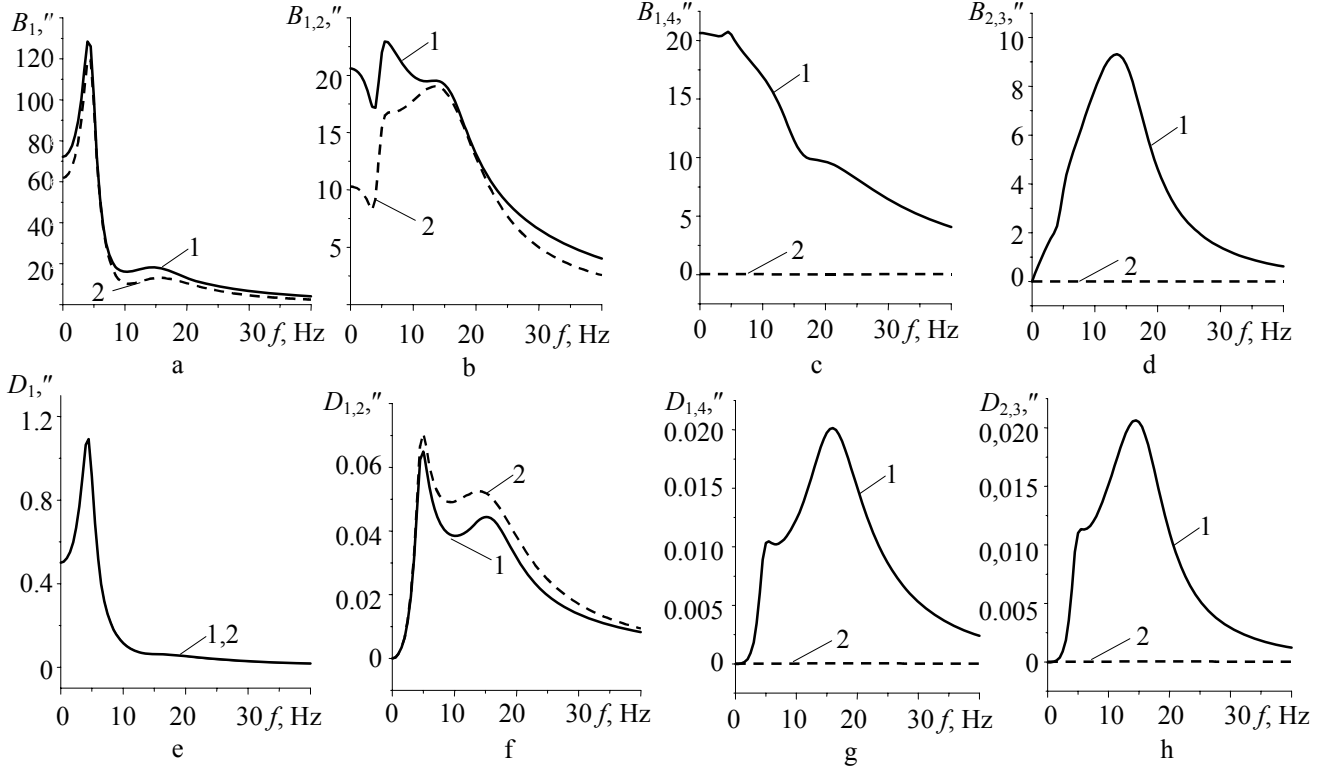 B1,″
120
100
80
60
40
20
1
2
0 10 20 30 f, Hz
a
B1,2,″
20
15
10
5
1
2
0 10 20 30 f, Hz
b
B1,4,″
20
15
10
5
0
1
2
0 10 20 30 f, Hz
c
B2,3,″
10
8
6
4
2
0
1
2
0 10 20 30 f, Hz
d
D1,″
1.2
0.8
0.4
0
1,2
0 10 20 30 f, Hz
e
D1,2,″
0.06
0.04
0.02
0
2
1
0 10 20 30 f, Hz
f
D1,4,″
0.020
0.015
0.010
0.005
0
1
2
0 10 20 30 f, Hz
g
D2,3,″
0,020
0,015
0,010
0.005
0
1
2
0 10 20 30 f, Hz
h